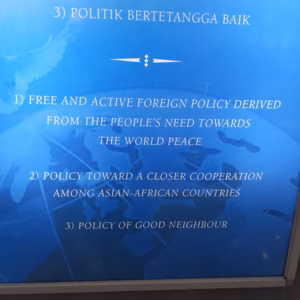 3) POLITIK BERTETANGGA BAIK
1) FREE AND ACTIVE FOREIGN POLICY DERIVED
FROM THE PEOPLE'S NEED TOWARDS
THE WORLD PEACE
2) POLICY TOWARD A CLOSER COOPERATION
AMONG ASIAN-AFRICAN COUNTRIES
3) POLICY OF GOOD NEIGHBOUR